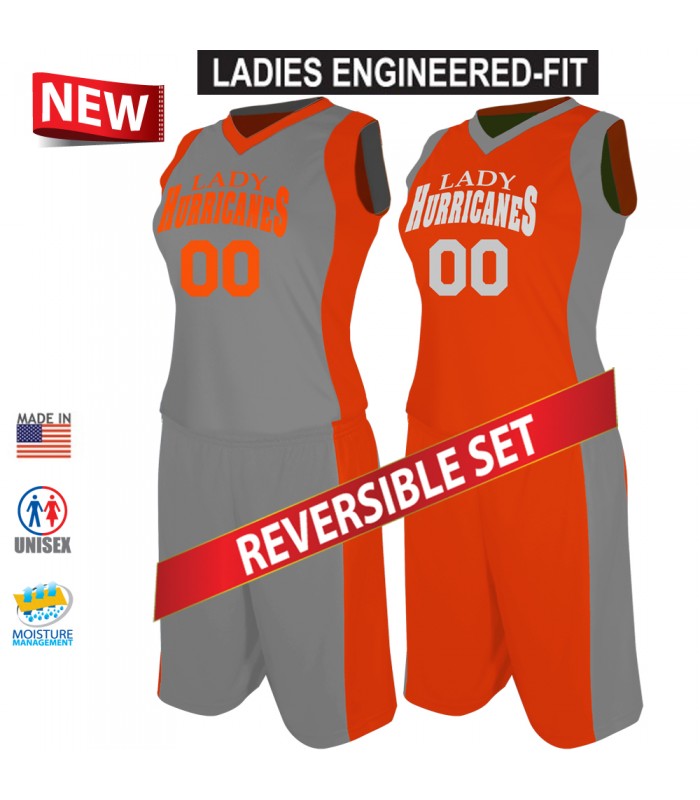 LADIES ENGINEERED-FIT
NEW
LADY
HURRICANES
00
LADY
HURRICANES
00
MADE IN
REVERSIBLE SET
UNISEX
MOISTURE
MANAGEMENT